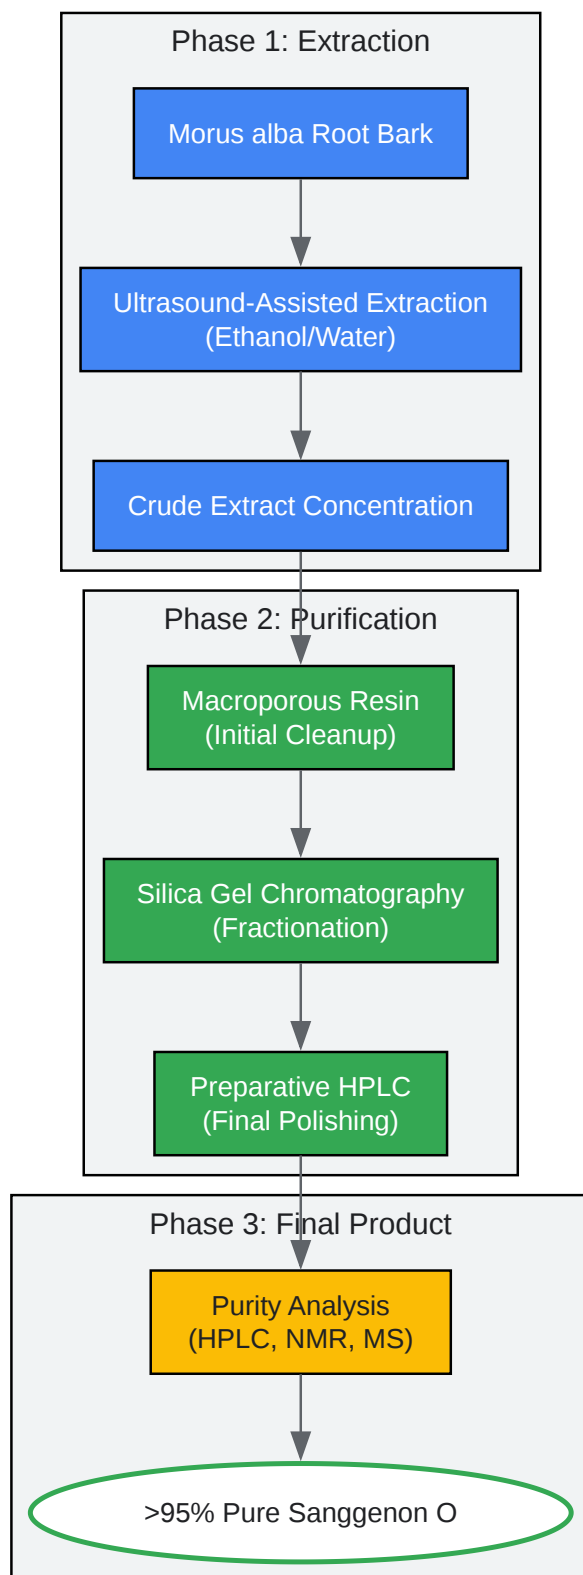 Phase 1: Extraction
Morus alba Root Bark
Ultrasound-Assisted Extraction
(Ethanol/Water)
Crude Extract Concentration
Phase 2: Purification
Macroporous Resin
(Initial Cleanup)
Silica Gel Chromatography
(Fractionation)
Preparative HPLC
(Final Polishing)
Phase 3: Final Product
Purity Analysis
(HPLC, NMR, MS)
>95% Pure Sanggenon O